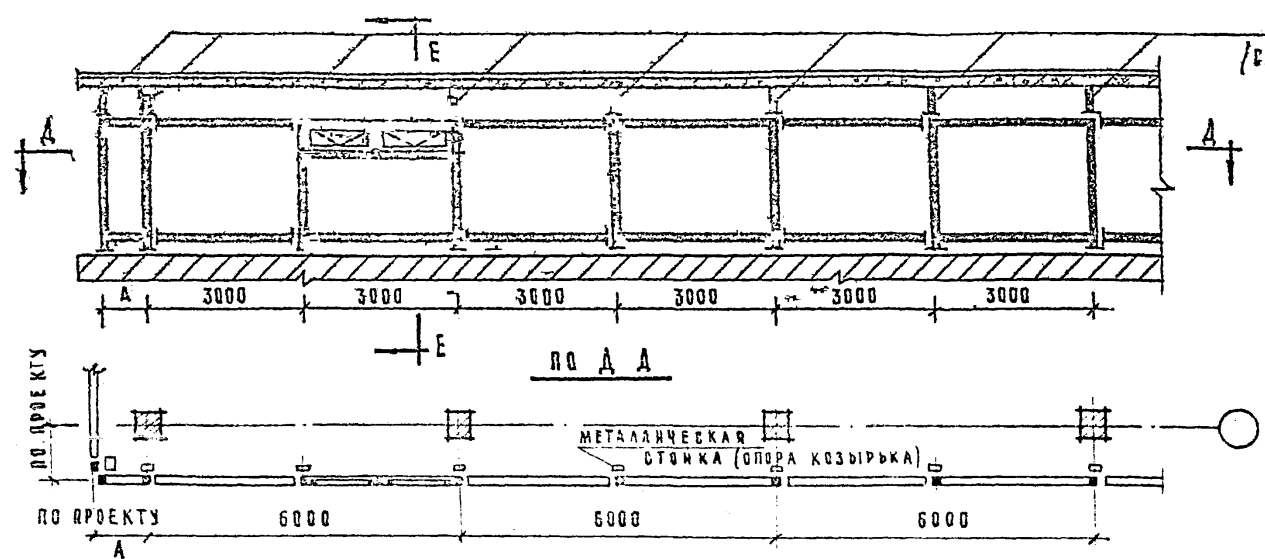 Е
Д
Д
А 3000 3000 3000 3000 3000 3000
Е
ПО Д Д
ПО ПРОЕКТУ
МЕТАЛЛИЧЕСКАЯ
СТОЙКА (ОПОРА КОЗЫРЬКА)
ПО ПРОЕКТУ 6000 6000 6000
А